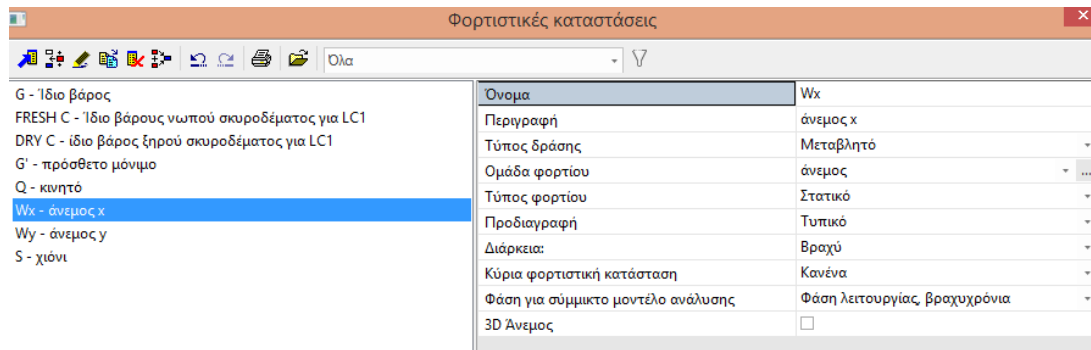 Φορτιστικές καταστάσεις
Όλα
G - Ίδιο βάρος
FRESH C - Ίδιο βάρους νωπού σκυροδέματος για LC1
DRY C - ίδιο βάρος ξηρού σκυροδέματος για LC1
G' - πρόσθετο μόνιμο
Q - κινητό
Wx - άνεμος x
Wy - άνεμος y
S - χιόνι
Όνομα Wx
Περιγραφή άνεμος x
Τύπος δράσης Μεταβλητό
Ομάδα φορτίου άνεμος ...
Τύπος φορτίου Στατικό
Προδιαγραφή Τυπικό
Διάρκεια: Βραχύ
Κύρια φορτιστική κατάσταση Κανένα
Φάση για σύμμικτο μοντέλο ανάλυσης Φάση λειτουργίας, βραχυχρόνια
3D Άνεμος